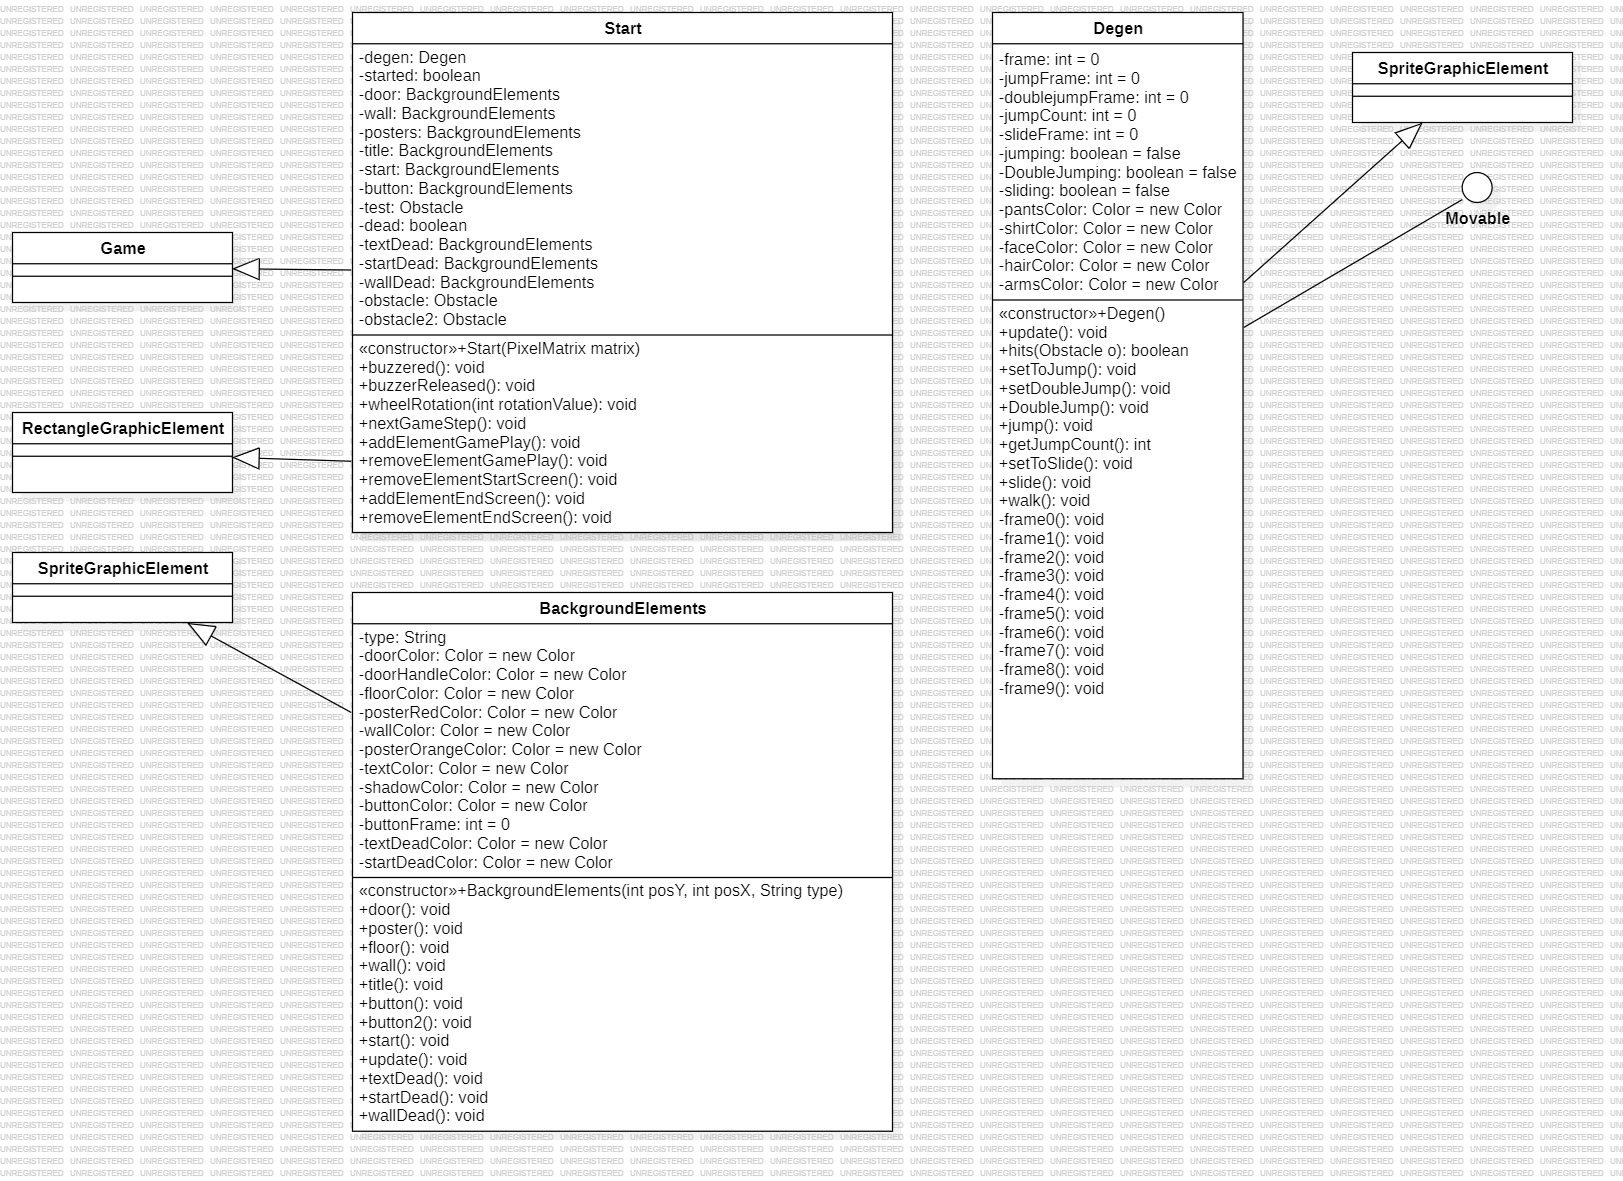 Start
-degen: Degen
-started: boolean
-door: BackgroundElements
-wall: BackgroundElements
-posters: BackgroundElements
-title: BackgroundElements
-start: BackgroundElements
-button: BackgroundElements
-test: Obstacle
-dead: boolean
-textDead: BackgroundElements
-startDead: BackgroundElements
-wallDead: BackgroundElements
-obstacle: Obstacle
-obstacle2: Obstacle
«constructor»+Start(PixelMatrix matrix)
+buzzered(): void
+buzzerReleased(): void
+wheelRotation(int rotationValue): void
+nextGameStep(): void
+addElementGamePlay(): void
+removeElementGamePlay(): void
+removeElementStartScreen(): void
+addElementEndScreen(): void
+removeElementEndScreen(): void
Game
RectangleGraphicElement
SpriteGraphicElement
BackgroundElements
-type: String
-doorColor: Color = new Color
-doorHandleColor: Color = new Color
-floorColor: Color = new Color
-posterRedColor: Color = new Color
-wallColor: Color = new Color
-posterOrangeColor: Color = new Color
-textColor: Color = new Color
-shadowColor: Color = new Color
-buttonColor: Color = new Color
-buttonFrame: int = 0
-textDeadColor: Color = new Color
-startDeadColor: Color = new Color
«constructor»+BackgroundElements(int posY, int posX, String type)
+door(): void
+poster(): void
+floor(): void
+wall(): void
+title(): void
+button(): void
+button2(): void
+start(): void
+update(): void
+textDead(): void
+startDead(): void
+wallDead(): void
Degen
-frame: int = 0
-jumpFrame: int = 0
-doublejumpFrame: int = 0
-jumpCount: int = 0
-slideFrame: int = 0
-jumping: boolean = false
-DoubleJumping: boolean = false
-sliding: boolean = false
-pantsColor: Color = new Color
-shirtColor: Color = new Color
-faceColor: Color = new Color
-hairColor: Color = new Color
-armsColor: Color = new Color
«constructor»+Degen()
+update(): void
+hits(Obstacle o): boolean
+setToJump(): void
+setDoubleJump(): void
+DoubleJump(): void
+jump(): void
+getJumpCount(): int
+setToSlide(): void
+slide(): void
+walk(): void
-frame0(): void
-frame1(): void
-frame2(): void
-frame3(): void
-frame4(): void
-frame5(): void
-frame6(): void
-frame7(): void
-frame8(): void
-frame9(): void
SpriteGraphicElement
Movable
UNREGISTERED